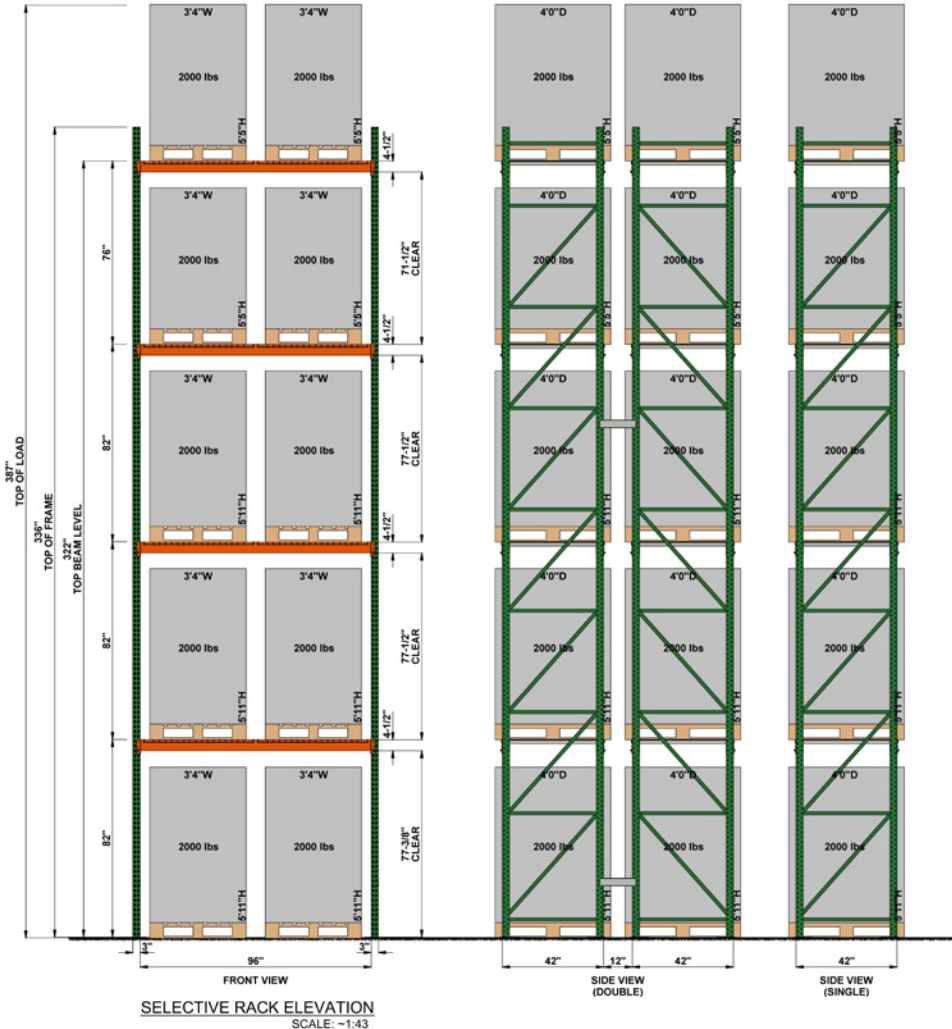 3'4"W
3'4"W
2000 lbs
2000 lbs
5'5"H
5'5"H
4-1/2"
3'4"W
3'4"W
2000 lbs
2000 lbs
5'5"H
5'5"H
76"
71-1/2"
CLEAR
4-1/2"
3'4"W
3'4"W
2000 lbs
2000 lbs
5'11"H
5'11"H
82"
77-1/2"
CLEAR
4-1/2"
3'4"W
3'4"W
2000 lbs
2000 lbs
5'11"H
5'11"H
82"
77-1/2"
CLEAR
4-1/2"
3'4"W
3'4"W
2000 lbs
2000 lbs
5'11"H
5'11"H
82"
77-3/8"
CLEAR
387"
TOP OF LOAD
336"
TOP OF FRAME
322"
TOP BEAM LEVEL
3"
96"
3"
FRONT VIEW
SELECTIVE RACK ELEVATION
SCALE: ~1:43
4'0"D
4'0"D
2000 lbs
2000 lbs
5'5"H
5'5"H
4'0"D
4'0"D
2000 lbs
2000 lbs
5'5"H
5'5"H
4'0"D
4'0"D
2000 lbs
2000 lbs
5'11"H
5'11"H
4'0"D
4'0"D
2000 lbs
2000 lbs
5'11"H
5'11"H
4'0"D
4'0"D
2000 lbs
2000 lbs
5'11"H
5'11"H
42"
12"
42"
SIDE VIEW
(DOUBLE)
4'0"D
2000 lbs
5'5"H
4'0"D
2000 lbs
5'5"H
4'0"D
2000 lbs
5'11"H
4'0"D
2000 lbs
5'11"H
4'0"D
2000 lbs
5'11"H
42"
SIDE VIEW
(SINGLE)